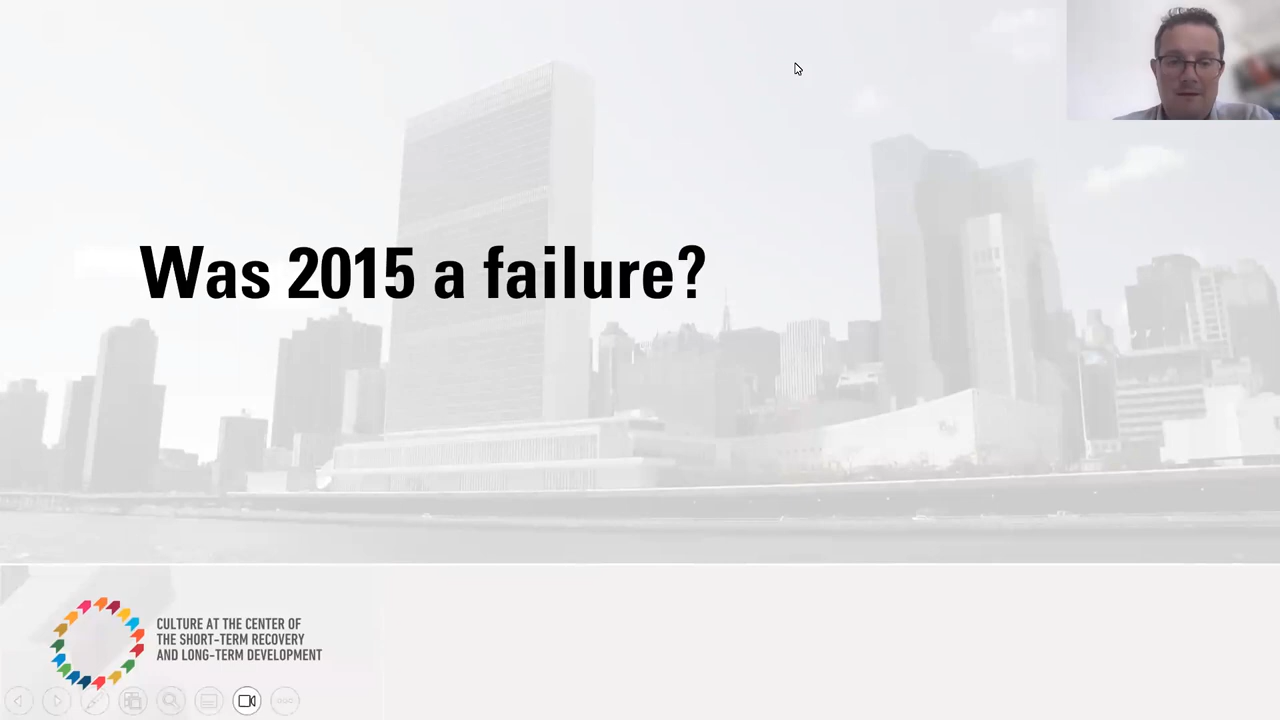 Was 2015 a failure?
CULTURE AT THE CENTER OF
THE SHORT-TERM RECOVERY
AND LONG-TERM DEVELOPMENT